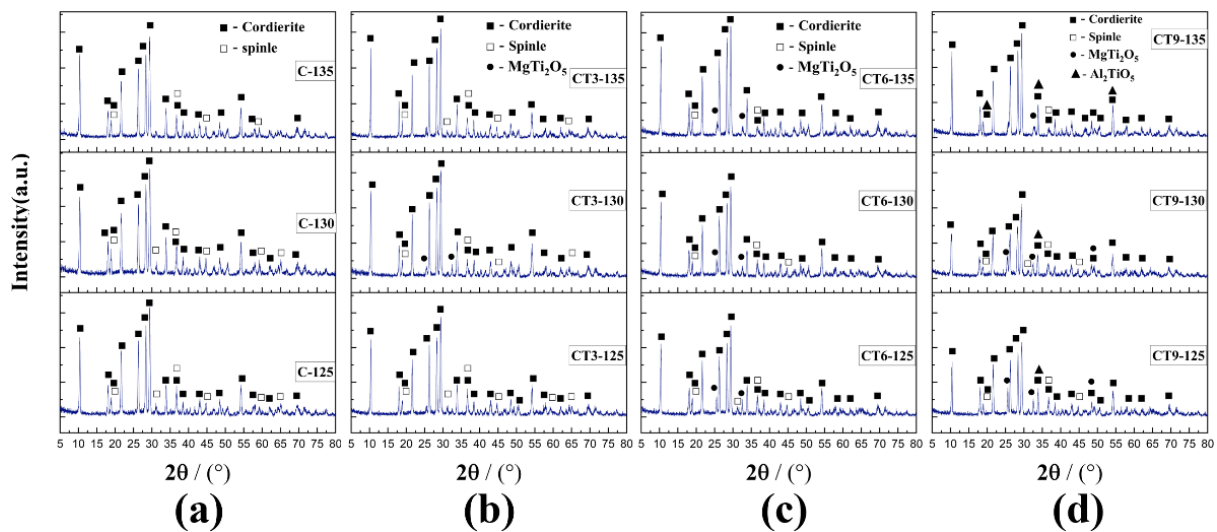 Intensity(a.u.)
■ - Cordierite
□ - spinle
C-135
C-130
C-125
5 10 15 20 25 30 35 40 45 50 55 60 65 70 75 80
2θ / (°)
(a)
■ - Cordierite
□ - Spinle
● - MgTi₂O₅
CT3-135
CT3-130
CT3-125
5 10 15 20 25 30 35 40 45 50 55 60 65 70 75 80
2θ / (°)
(b)
■ - Cordierite
□ - Spinle
● - MgTi₂O₅
CT6-135
CT6-130
CT6-125
5 10 15 20 25 30 35 40 45 50 55 60 65 70 75 80
2θ / (°)
(c)
■ - Cordierite
□ - Spinle
● - MgTi₂O₅
▲ - Al₂TiO₅
CT9-135
CT9-130
CT9-125
5 10 15 20 25 30 35 40 45 50 55 60 65 70 75 80
2θ / (°)
(d)